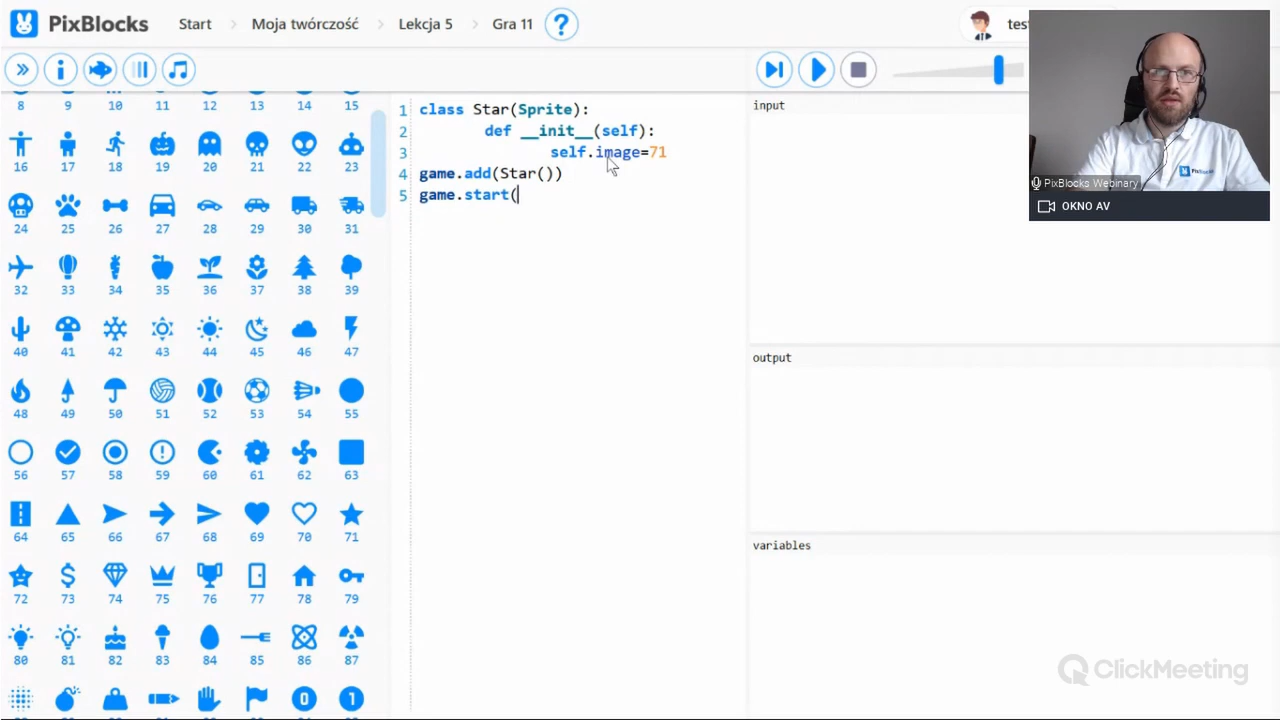 PixBlocks
Start > Moja twórczość > Lekcja 5 > Gra 11 ?
tes
8 9 10 11 12 13 14 15
16 17 18 19 20 21 22 23
24 25 26 27 28 29 30 31
32 33 34 35 36 37 38 39
40 41 42 43 44 45 46 47
48 49 50 51 52 53 54 55
56 57 58 59 60 61 62 63
64 65 66 67 68 69 70 71
72 73 74 75 76 77 78 79
80 81 82 83 84 85 86 87
0 1
1 class Star(Sprite):
2 def __init__(self):
3 self.image=71
4 game.add(Star())
5 game.start(
input
output
variables
PixBlocks Webinary
OKNO AV
ClickMeeting